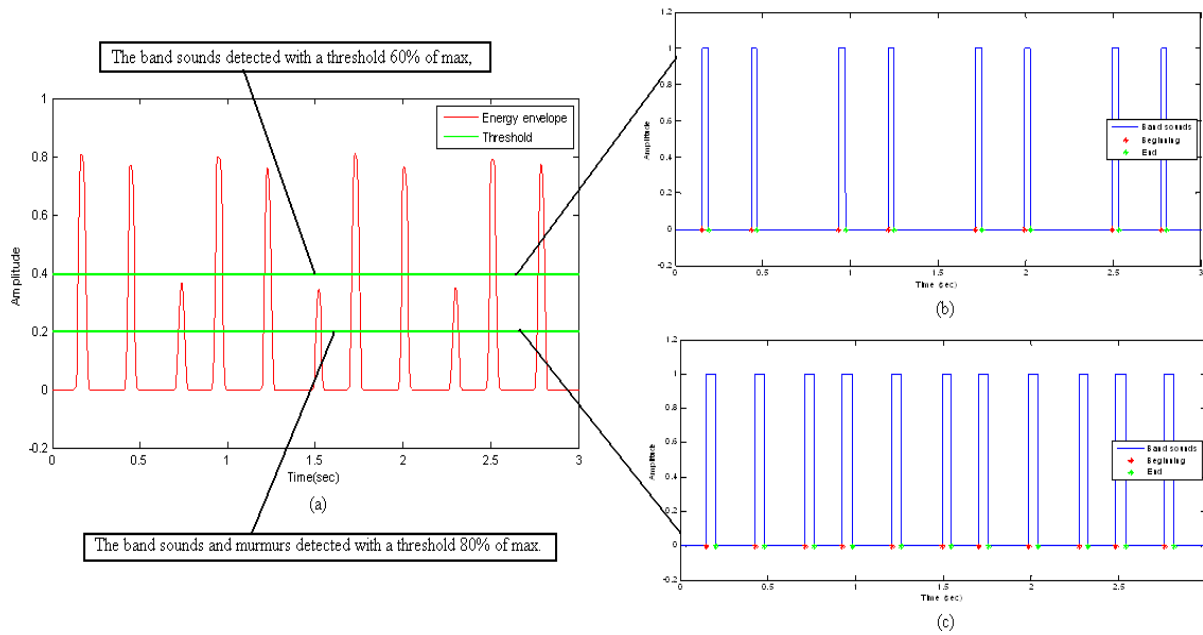 The band sounds detected with a threshold 60% of max,
1
0.8
0.6
0.4
0.2
0
-0.2
Amplitude
0 0.5 1 1.5 2 2.5 3
Time(sec)
Energy envelope
Threshold
(a)
The band sounds and murmurs detected with a threshold 80% of max.
1.2
1
0.8
0.6
0.4
0.2
0
-0.2
Amplitude
0 0.5 1 1.5 2 2.5 3
Time (sec)
Band sounds
Beginning
End
(b)
1.2
1
0.8
0.6
0.4
0.2
0
-0.2
Amplitude
0 0.5 1 1.5 2 2.5
Time (sec)
Band sounds
Beginning
End
(c)